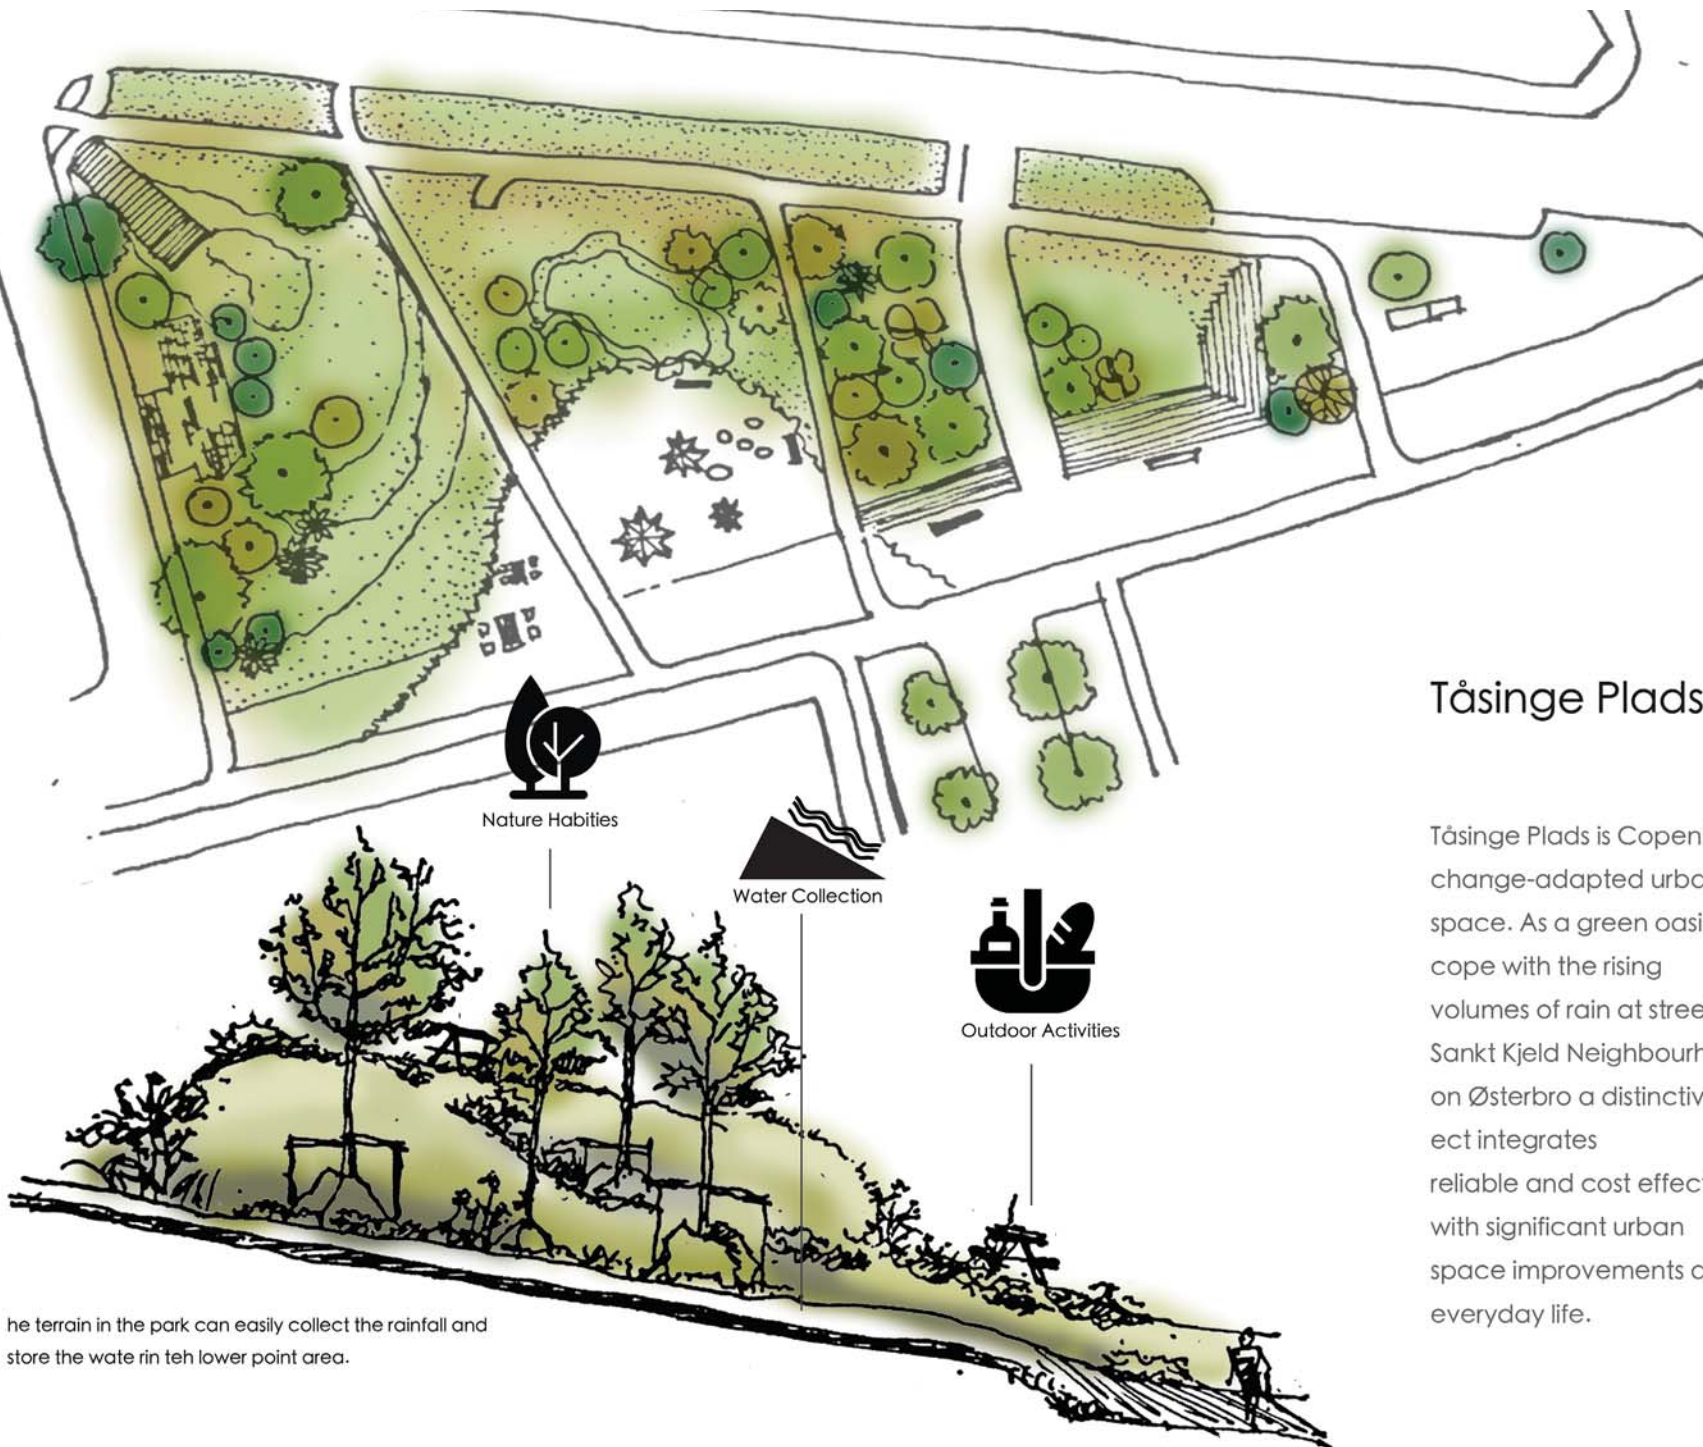 Tåsinge Plads
Nature Habities
Water Collection
Outdoor Activities
Tåsinge Plads is Copen
change-adapted urba
space. As a green oasi
cope with the rising
volumes of rain at stree
Sankt Kjeld Neighbourh
on Østerbro a distinctiv
ect integrates
reliable and cost effec
with significant urban
space improvements a
everyday life.
he terrain in the park can easily collect the rainfall and
store the wate rin teh lower point area.